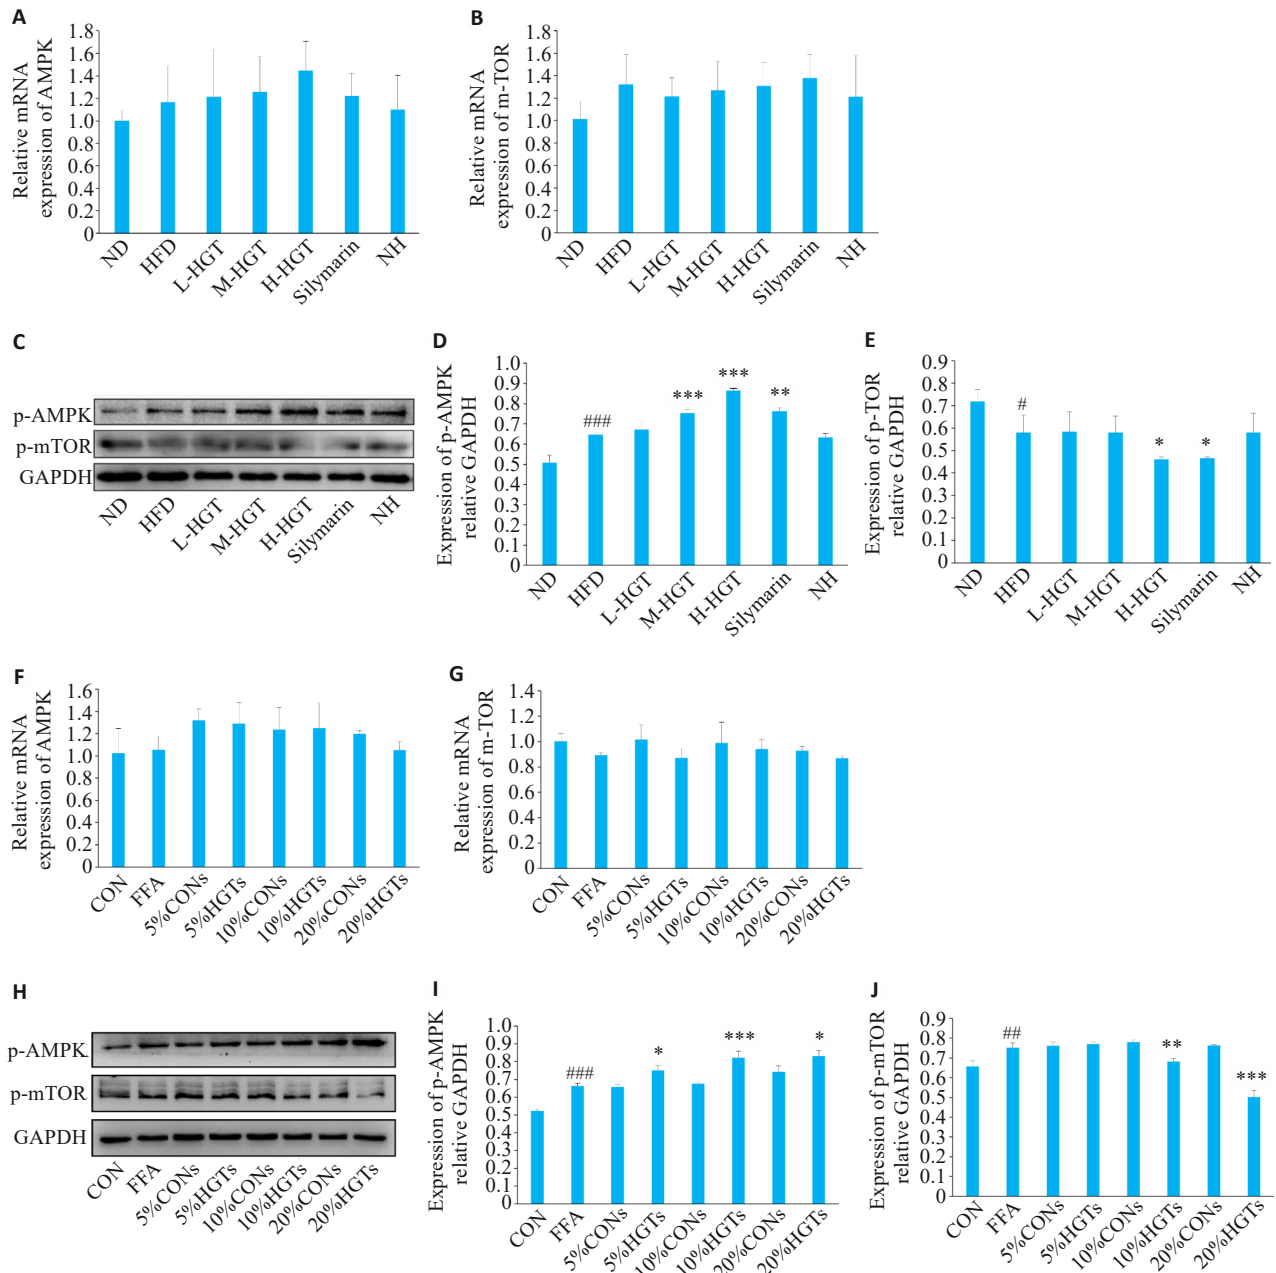 A
Relative mRNA
expression of AMPK
1.8
1.6
1.4
1.2
1.0
0.8
0.6
0.4
0.2
0
ND
HFD
L-HGT
M-HGT
H-HGT
Silymarin
NH
B
Relative mRNA
expression of m-TOR
1.8
1.6
1.4
1.2
1.0
0.8
0.6
0.4
0.2
0
ND
HFD
L-HGT
M-HGT
H-HGT
Silymarin
NH
C
p-AMPK
p-mTOR
GAPDH
ND
HFD
L-HGT
M-HGT
H-HGT
Silymarin
NH
D
Expression of p-AMPK
relative GAPDH
1.0
0.9
0.8
0.7
0.6
0.5
0.4
0.3
0.2
0.1
0
###
***
***
**
ND
HFD
L-HGT
M-HGT
H-HGT
Silymarin
NH
E
Expression of p-TOR
relative GAPDH
0.9
0.8
0.7
0.6
0.5
0.4
0.3
0.2
0.1
0
#
*
*
ND
HFD
L-HGT
M-HGT
H-HGT
Silymarin
NH
F
Relative mRNA
expression of AMPK
1.6
1.4
1.2
1.0
0.8
0.6
0.4
0.2
0
CON
FFA
5%CONs
5%HGTs
10%CONs
10%HGTs
20%CONs
20%HGTs
G
Relative mRNA
expression of m-TOR
1.4
1.2
1.0
0.8
0.6
0.4
0.2
0
CON
FFA
5%CONs
5%HGTs
10%CONs
10%HGTs
20%CONs
20%HGTs
H
p-AMPK
p-mTOR
GAPDH
CON
FFA
5%CONs
5%HGTs
10%CONs
10%HGTs
20%CONs
20%HGTs
I
Expression of p-AMPK
relative GAPDH
1.0
0.9
0.8
0.7
0.6
0.5
0.4
0.3
0.2
0.1
0
###
*
***
*
CON
FFA
5%CONs
5%HGTs
10%CONs
10%HGTs
20%CONs
20%HGTs
J
Expression of p-mTOR
relative GAPDH
0.9
0.8
0.7
0.6
0.5
0.4
0.3
0.2
0.1
0
##
**
***
CON
FFA
5%CONs
5%HGTs
10%CONs
10%HGTs
20%CONs
20%HGTs